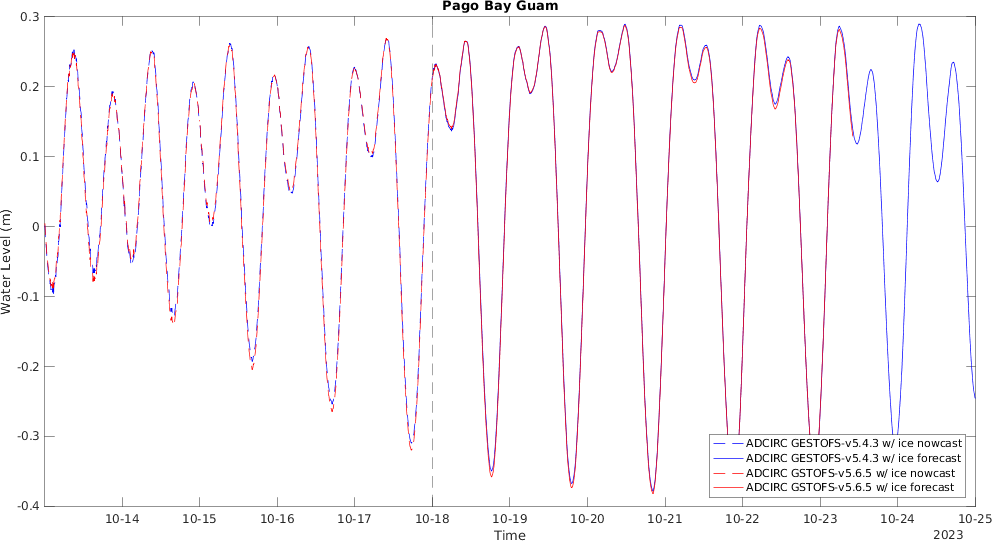 Pago Bay Guam
0.3
0.2
0.1
0
-0.1
-0.2
-0.3
-0.4
Water Level (m)
ADCIRC GESTOFS-v5.4.3 w/ ice nowcast
ADCIRC GESTOFS-v5.4.3 w/ ice forecast
ADCIRC GSTOFS-v5.6.5 w/ ice nowcast
ADCIRC GSTOFS-v5.6.5 w/ ice forecast
10-14 10-15 10-16 10-17 10-18 10-19 10-20 10-21 10-22 10-23 10-24 10-25
Time 2023